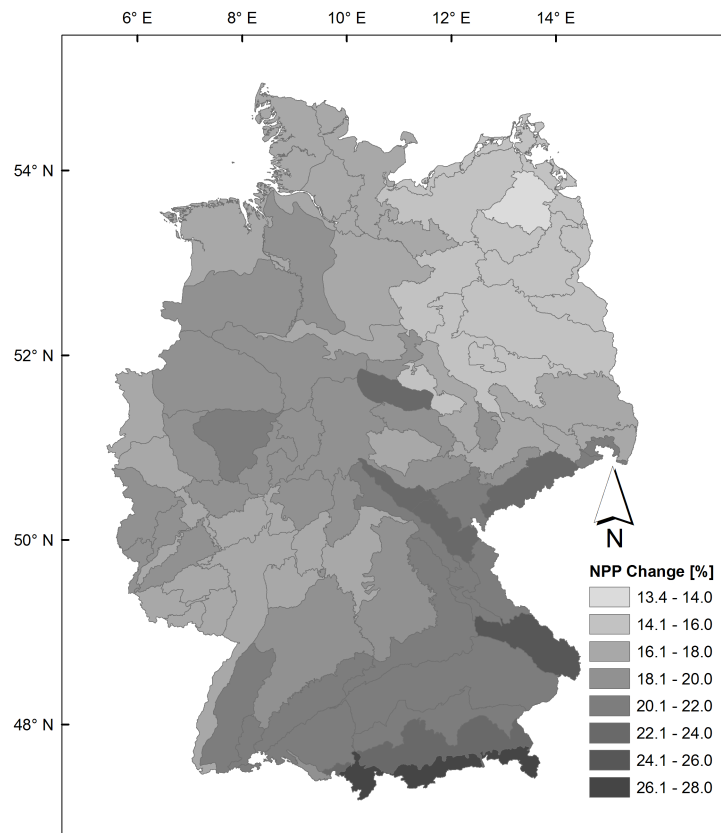 6° E 8° E 10° E 12° E 14° E
54° N
52° N
50° N
48° N
N
NPP Change [%]
13.4 - 14.0
14.1 - 16.0
16.1 - 18.0
18.1 - 20.0
20.1 - 22.0
22.1 - 24.0
24.1 - 26.0
26.1 - 28.0